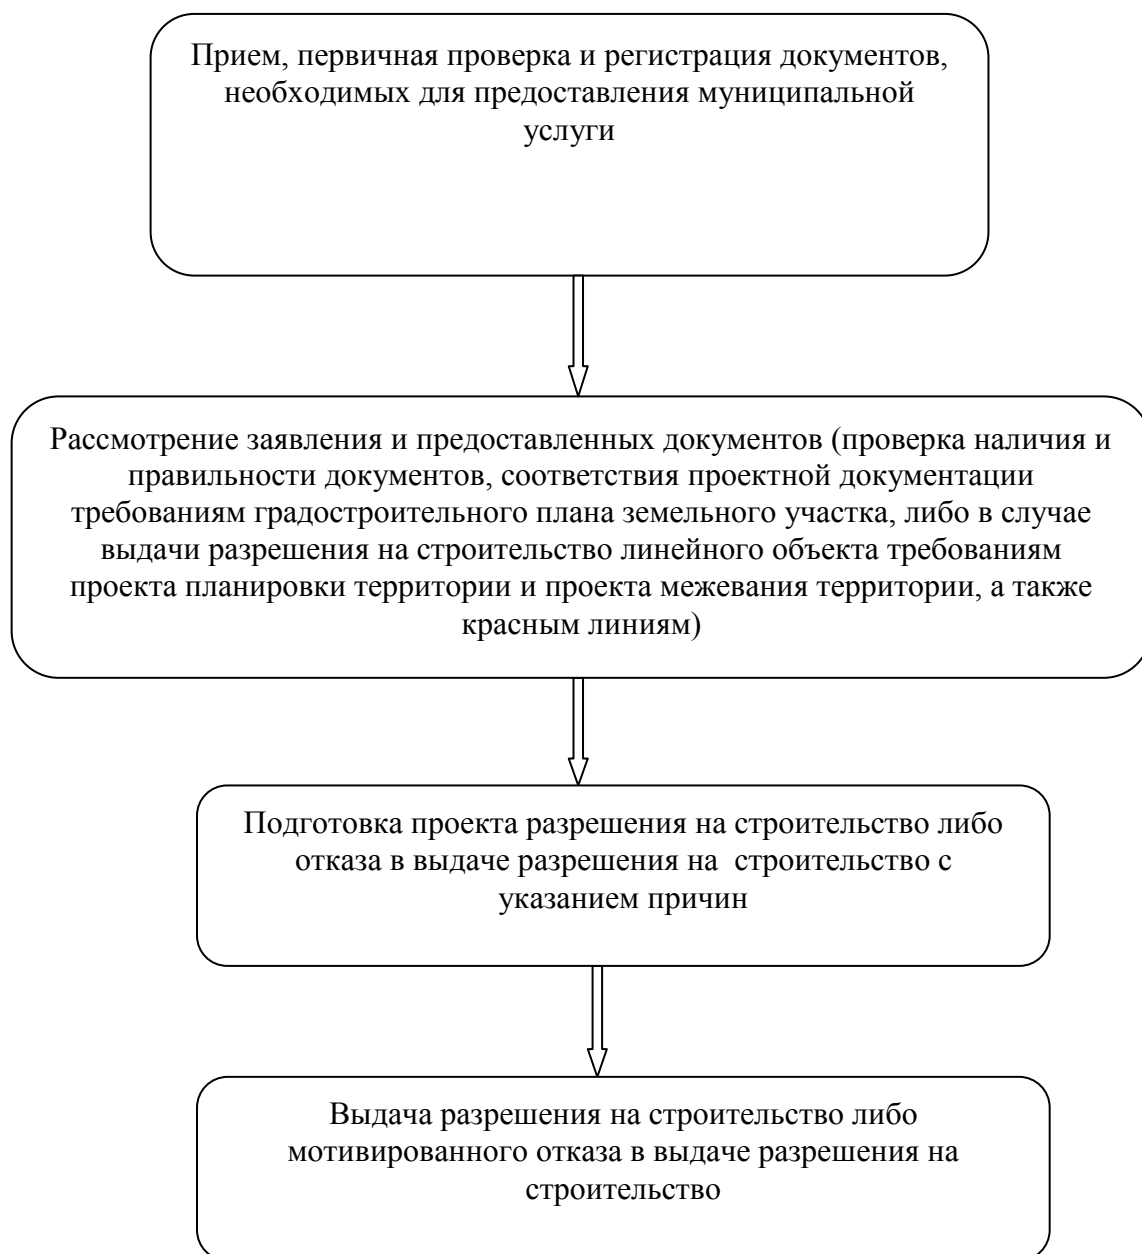 Прием, первичная проверка и регистрация документов,
необходимых для предоставления муниципальной
услуги
Рассмотрение заявления и предоставленных документов (проверка наличия и
правильности документов, соответствия проектной документации
требованиям градостроительного плана земельного участка, либо в случае
выдачи разрешения на строительство линейного объекта требованиям
проекта планировки территории и проекта межевания территории, а также
красным линиям)
Подготовка проекта разрешения на строительство либо
отказа в выдаче разрешения на  строительство с
указанием причин
Выдача разрешения на строительство либо
мотивированного отказа в выдаче разрешения на
строительство